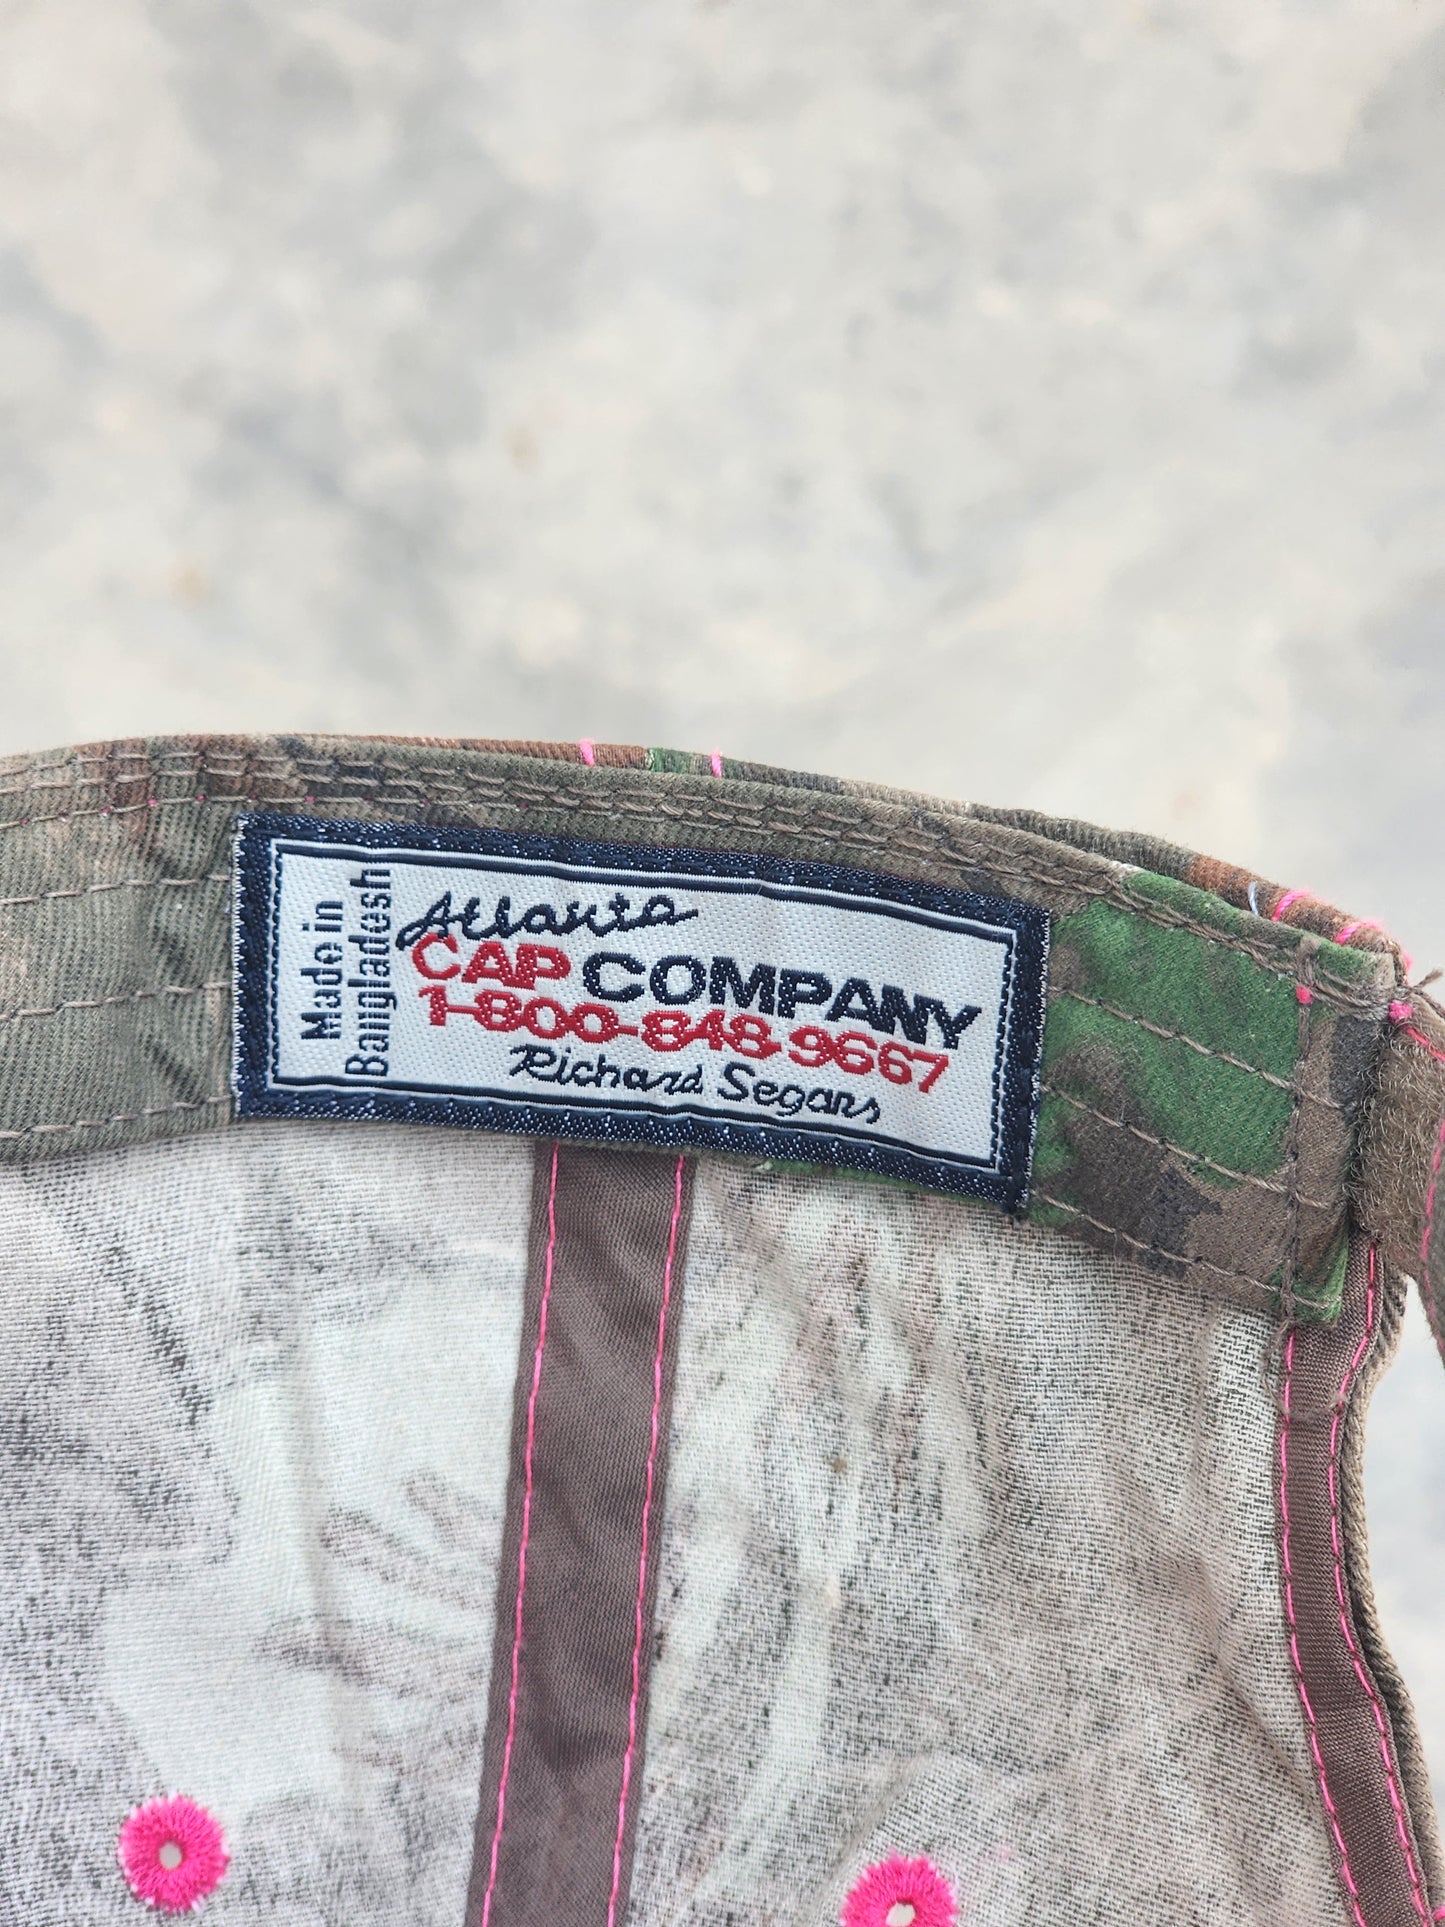 Made in
Bangladesh
Atlanta
CAP COMPANY
1-800-848-9667
Richard Segars